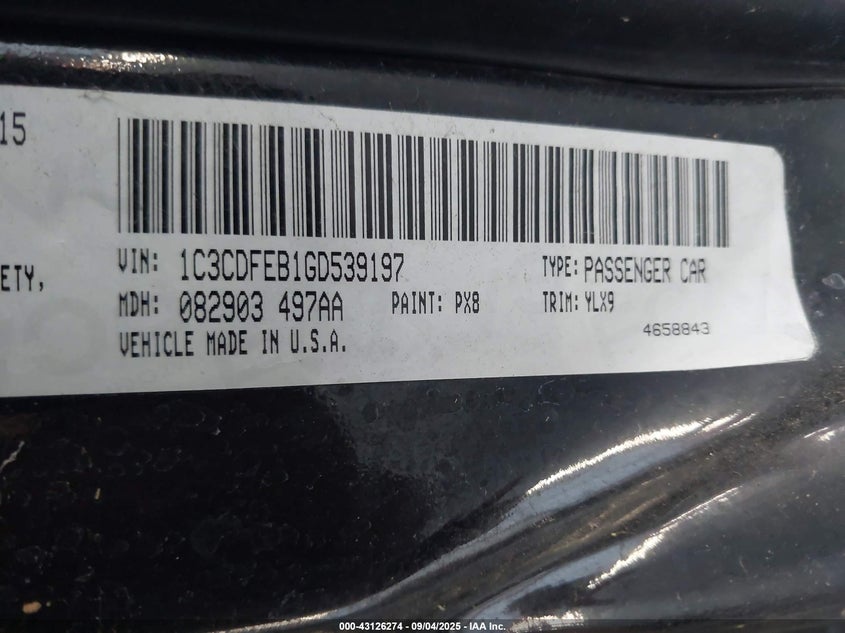 15
VIN: 1C3CDFEB1GD539197 TYPE: PASSENGER CAR
ETY,
MDH: 082903 497AA PAINT: PX8 TRIM: YLX9
VEHICLE MADE IN U.S.A. 4658843
000-43126274 - 09/04/2025 - IAA Inc.